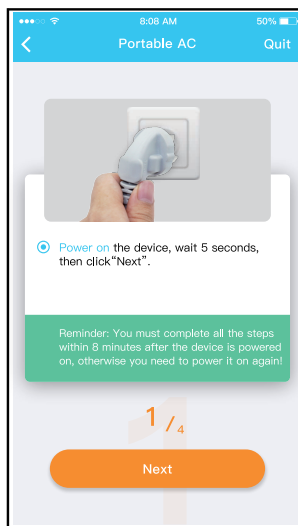 8:08 AM
50%
Portable AC
Quit
Power on the device, wait 5 seconds,
then click“Next”.
Reminder: You must complete all the steps
within 8 minutes after the device is powered
on, otherwise you need to power it on again!
1/4
Next